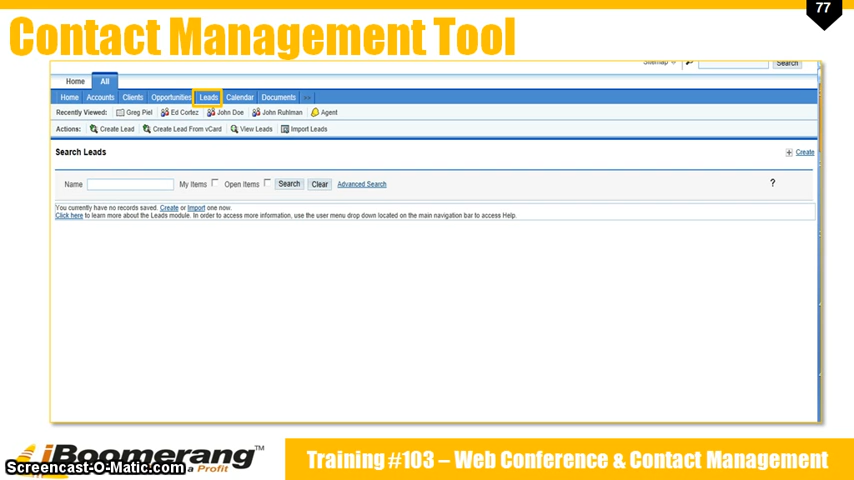 77
Contact Management Tool
Search
Home All
Home Accounts Clients Opportunities Leads Calendar Documents >>
Recently Viewed: Greg Piel Ed Cortez John Doe John Ruhlman Agent
Actions: Create Lead Create Lead From vCard View Leads Import Leads
Search Leads
Create
Name My Items Open Items Search Clear Advanced Search ?
You currently have no records saved. Create or Import one now.
Click here to learn more about the Leads module. In order to access more information, use the user menu drop down located on the main navigation bar to access Help.
iBoomerang™
a Profit
Screencast-O-Matic.com
Training #103 – Web Conference & Contact Management